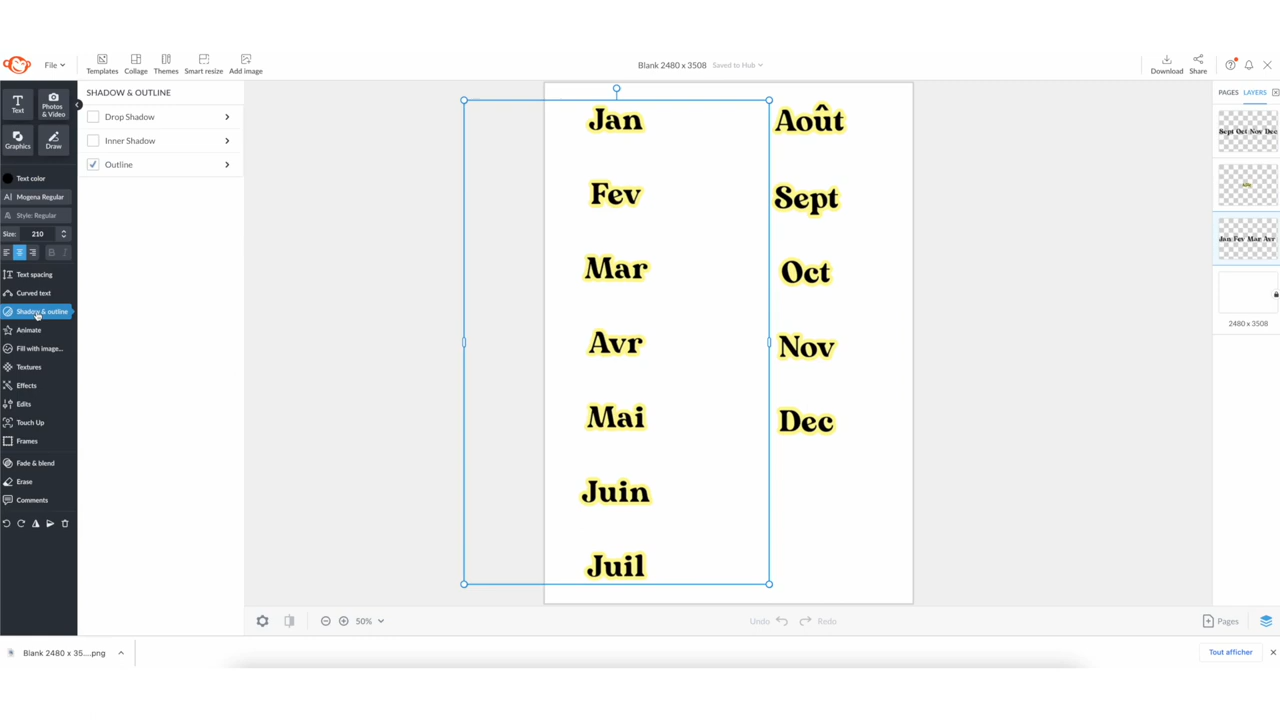 File
Templates
Collage
Themes
Smart resize
Add image
Blank 2480 x 3508 Saved to Hub
Download
Share
Text
Photos & Video
Graphics
Draw
Text color
Mogena Regular
Style: Regular
Size: 210
B I
Text spacing
Curved text
Shadow & outline
Animate
Fill with image...
Textures
Effects
Edits
Touch Up
Frames
Fade & blend
Erase
Comments
SHADOW & OUTLINE
Drop Shadow
Inner Shadow
Outline
Jan
Fev
Mar
Avr
Mai
Juin
Juil
Août
Sept
Oct
Nov
Dec
PAGES LAYERS
Sept Oct Nov Dec
Août
Jan Fev Mar Avr
2480 x 3508
50%
Undo
Redo
Pages
Blank 2480 x 35....png
Tout afficher